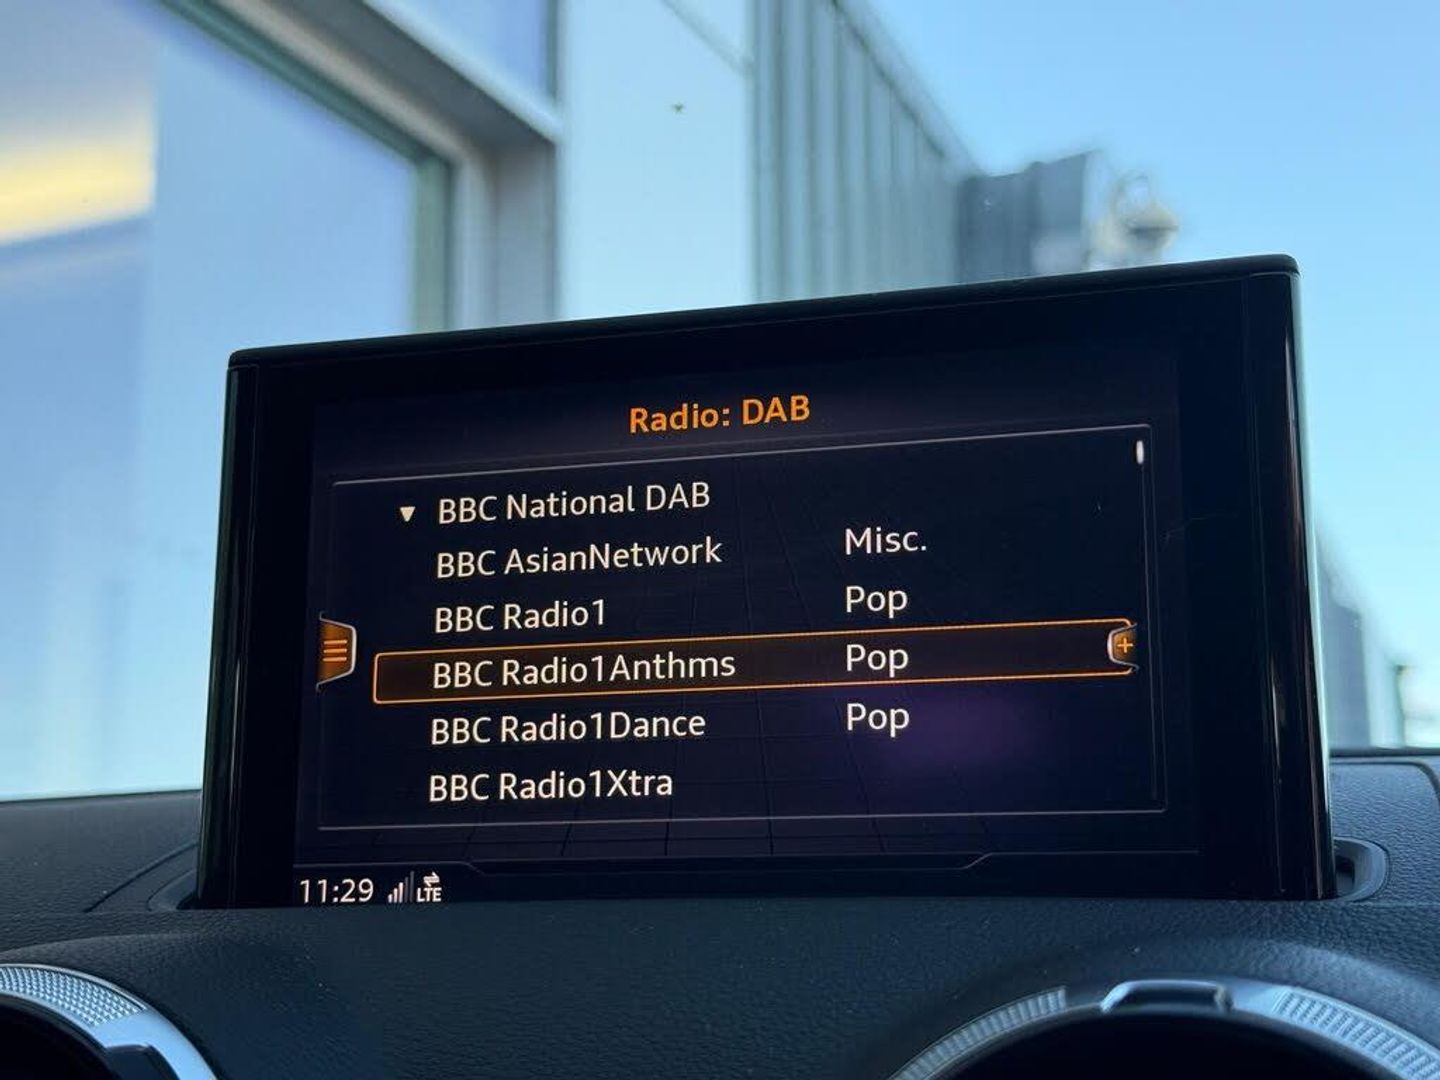 Radio: DAB
▼ BBC National DAB
BBC AsianNetwork Misc.
BBC Radio1 Pop
BBC Radio1Anthms Pop
BBC Radio1Dance Pop
BBC Radio1Xtra
11:29 LTE